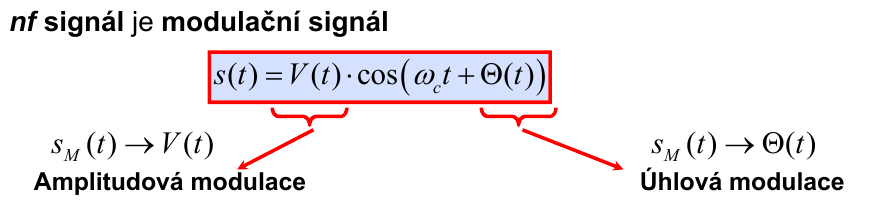 nf signál je modulační signál
s(t) = V(t) · cos(ω_c t + Θ(t))
s_M(t) → V(t)
s_M(t) → Θ(t)
Amplitudová modulace
Úhlová modulace